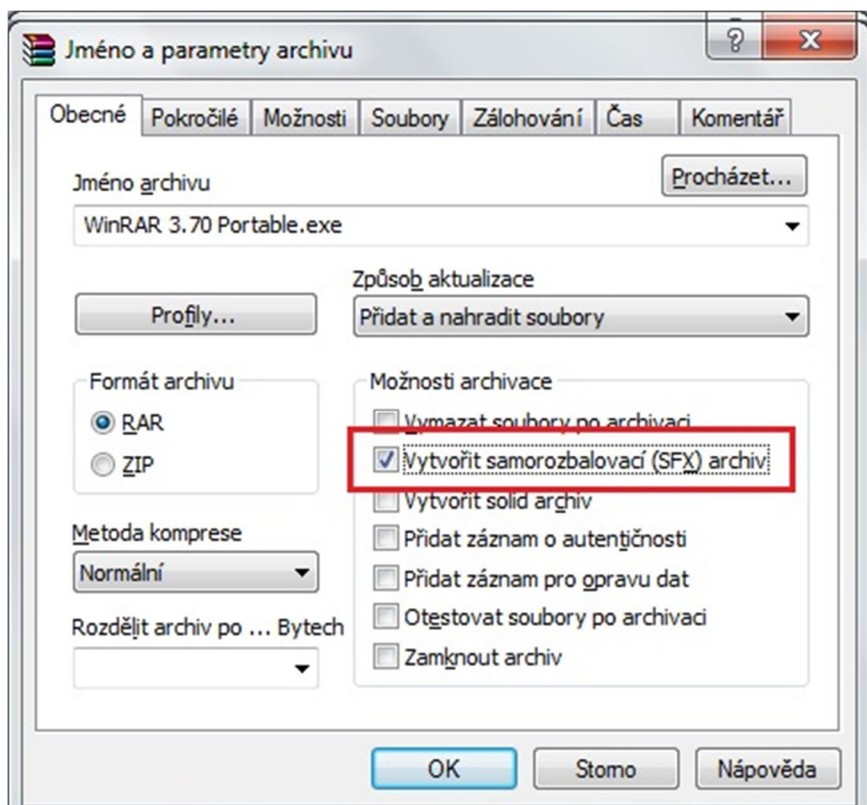 Jméno a parametry archivu
Obecné Pokročilé Možnosti Soubory Zálohování Čas Komentář
Jméno archivu
Procházet...
WinRAR 3.70 Portable.exe
Způsob aktualizace
Profily...
Přidat a nahradit soubory
Formát archivu
RAR
ZIP
Možnosti archivace
Vymazat soubory po archivaci
Vytvořit samorozbalovací (SFX) archiv
Vytvořit solid archív
Přidat záznam o autentičnosti
Přidat záznam pro opravu dat
Otestovat soubory po archivaci
Zamknout archiv
Metoda komprese
Normální
Rozdělit archiv po ... Bytech
OK Storno Nápověda